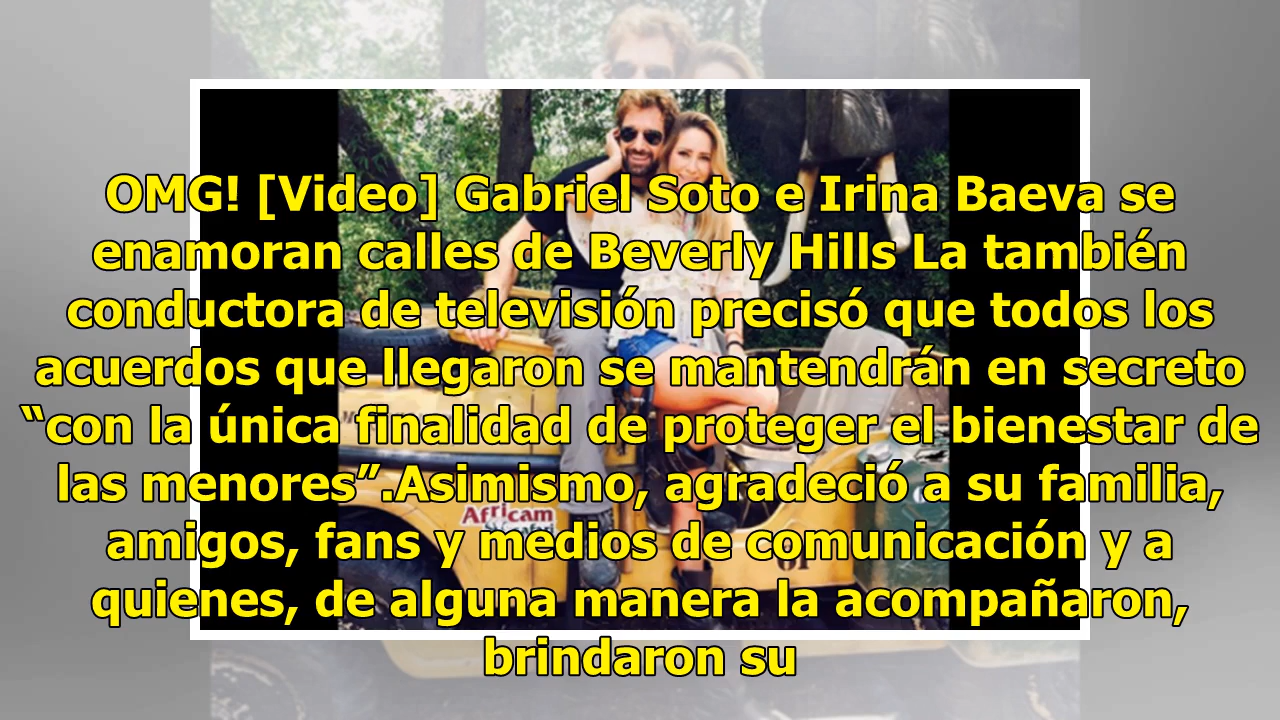 OMG! [Video] Gabriel Soto e Irina Baeva se
enamoran calles de Beverly Hills La también
conductora de televisión precisó que todos los
acuerdos que llegaron se mantendrán en secreto
“con la única finalidad de proteger el bienestar de
las menores”.Asimismo, agradeció a su familia,
amigos, fans y medios de comunicación y a
quienes, de alguna manera la acompañaron,
brindaron su
Africam